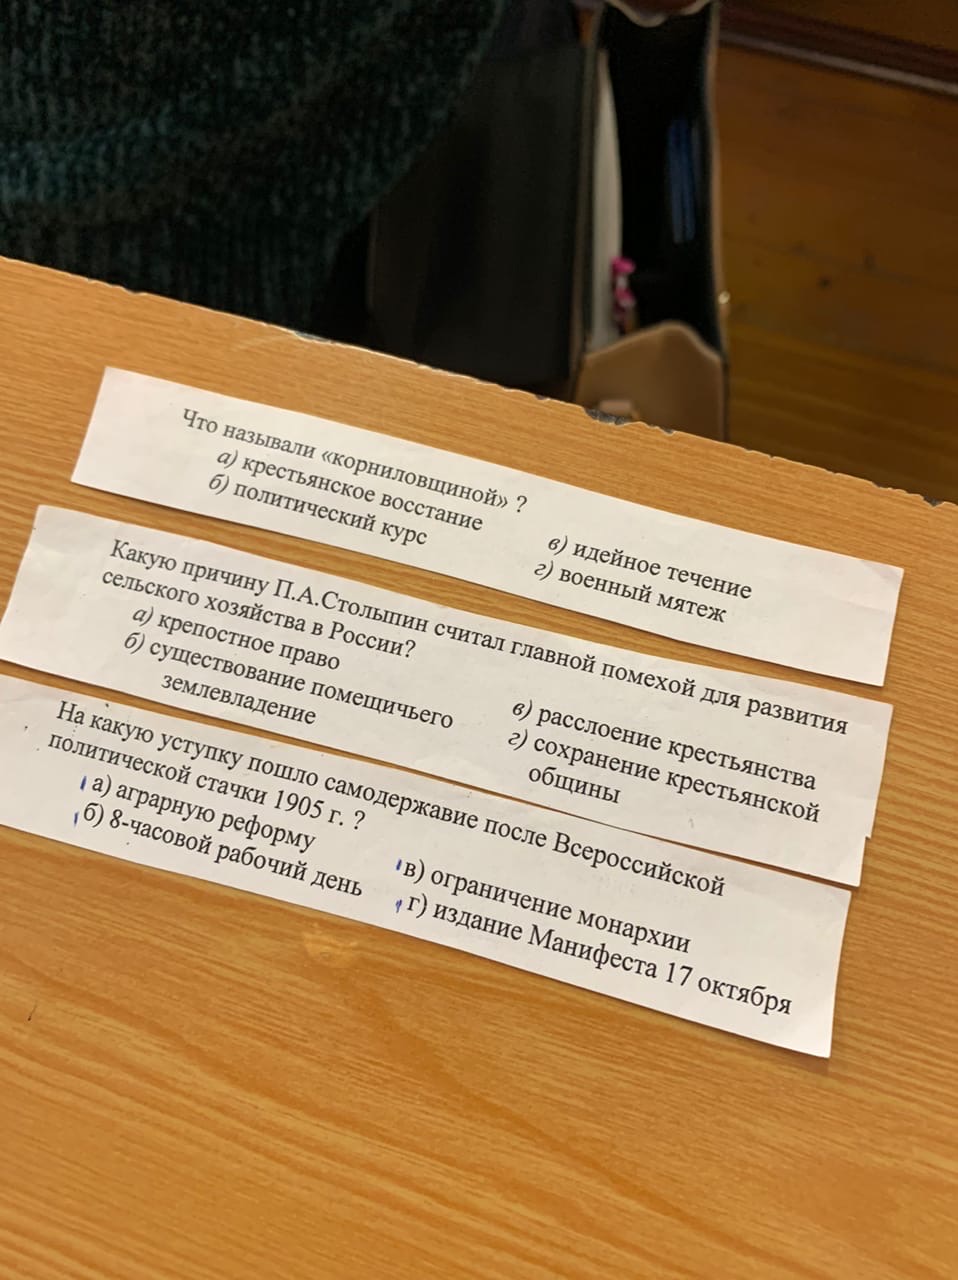 Что называли «корниловщиной» ?
а) крестьянское восстание
б) политический курс
в) идейное течение
г) военный мятеж
Какую причину П.А.Столыпин считал главной помехой для развития
сельского хозяйства в России?
а) крепостное право
б) существование помещичьего
землевладение
в) расслоение крестьянства
г) сохранение крестьянской
общины
На какую уступку пошло самодержавие после Всероссийской
политической стачки 1905 г. ?
а) аграрную реформу
б) 8-часовой рабочий день
в) ограничение монархии
г) издание Манифеста 17 октября